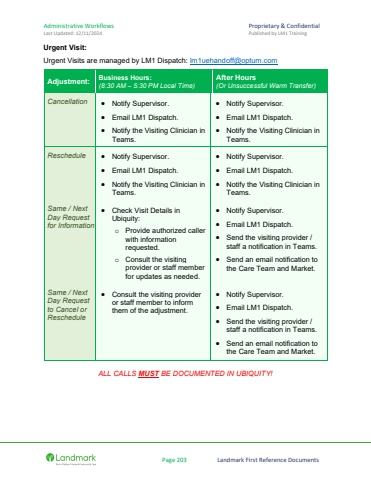 Administrative Workflows
Proprietary & Confidential
Last Updated: 12/11/2024
Published by LM1 Training
Urgent Visit:
Urgent Visits are managed by LM1 Dispatch: lm1uehandoff@optum.com
Adjustment:
Business Hours:
(8:30 AM – 5:30 PM Local Time)
After Hours
(Or Unsuccessful Warm Transfer)
Cancellation
• Notify Supervisor.
• Email LM1 Dispatch.
• Notify the Visiting Clinician in
Teams.
• Notify Supervisor.
• Email LM1 Dispatch.
• Notify the Visiting Clinician in
Teams.
Reschedule
• Notify Supervisor.
• Email LM1 Dispatch.
• Notify the Visiting Clinician in
Teams.
• Notify Supervisor.
• Email LM1 Dispatch.
• Notify the Visiting Clinician in
Teams.
Same / Next
Day Request
for Information
• Check Visit Details in
Ubiquity:
○ Provide authorized caller
with information
requested.
○ Consult the visiting
provider or staff member
for updates as needed.
• Notify Supervisor.
• Email LM1 Dispatch.
• Send the visiting provider /
staff a notification in Teams.
• Send an email notification to
the Care Team and Market.
Same / Next
Day Request
to Cancel or
Reschedule
• Consult the visiting provider
or staff member to inform
them of the adjustment.
• Notify Supervisor.
• Email LM1 Dispatch.
• Send the visiting provider /
staff a notification in Teams.
• Send an email notification to
the Care Team and Market.
ALL CALLS MUST BE DOCUMENTED IN UBIQUITY!
Landmark
Page 203
Landmark First Reference Documents